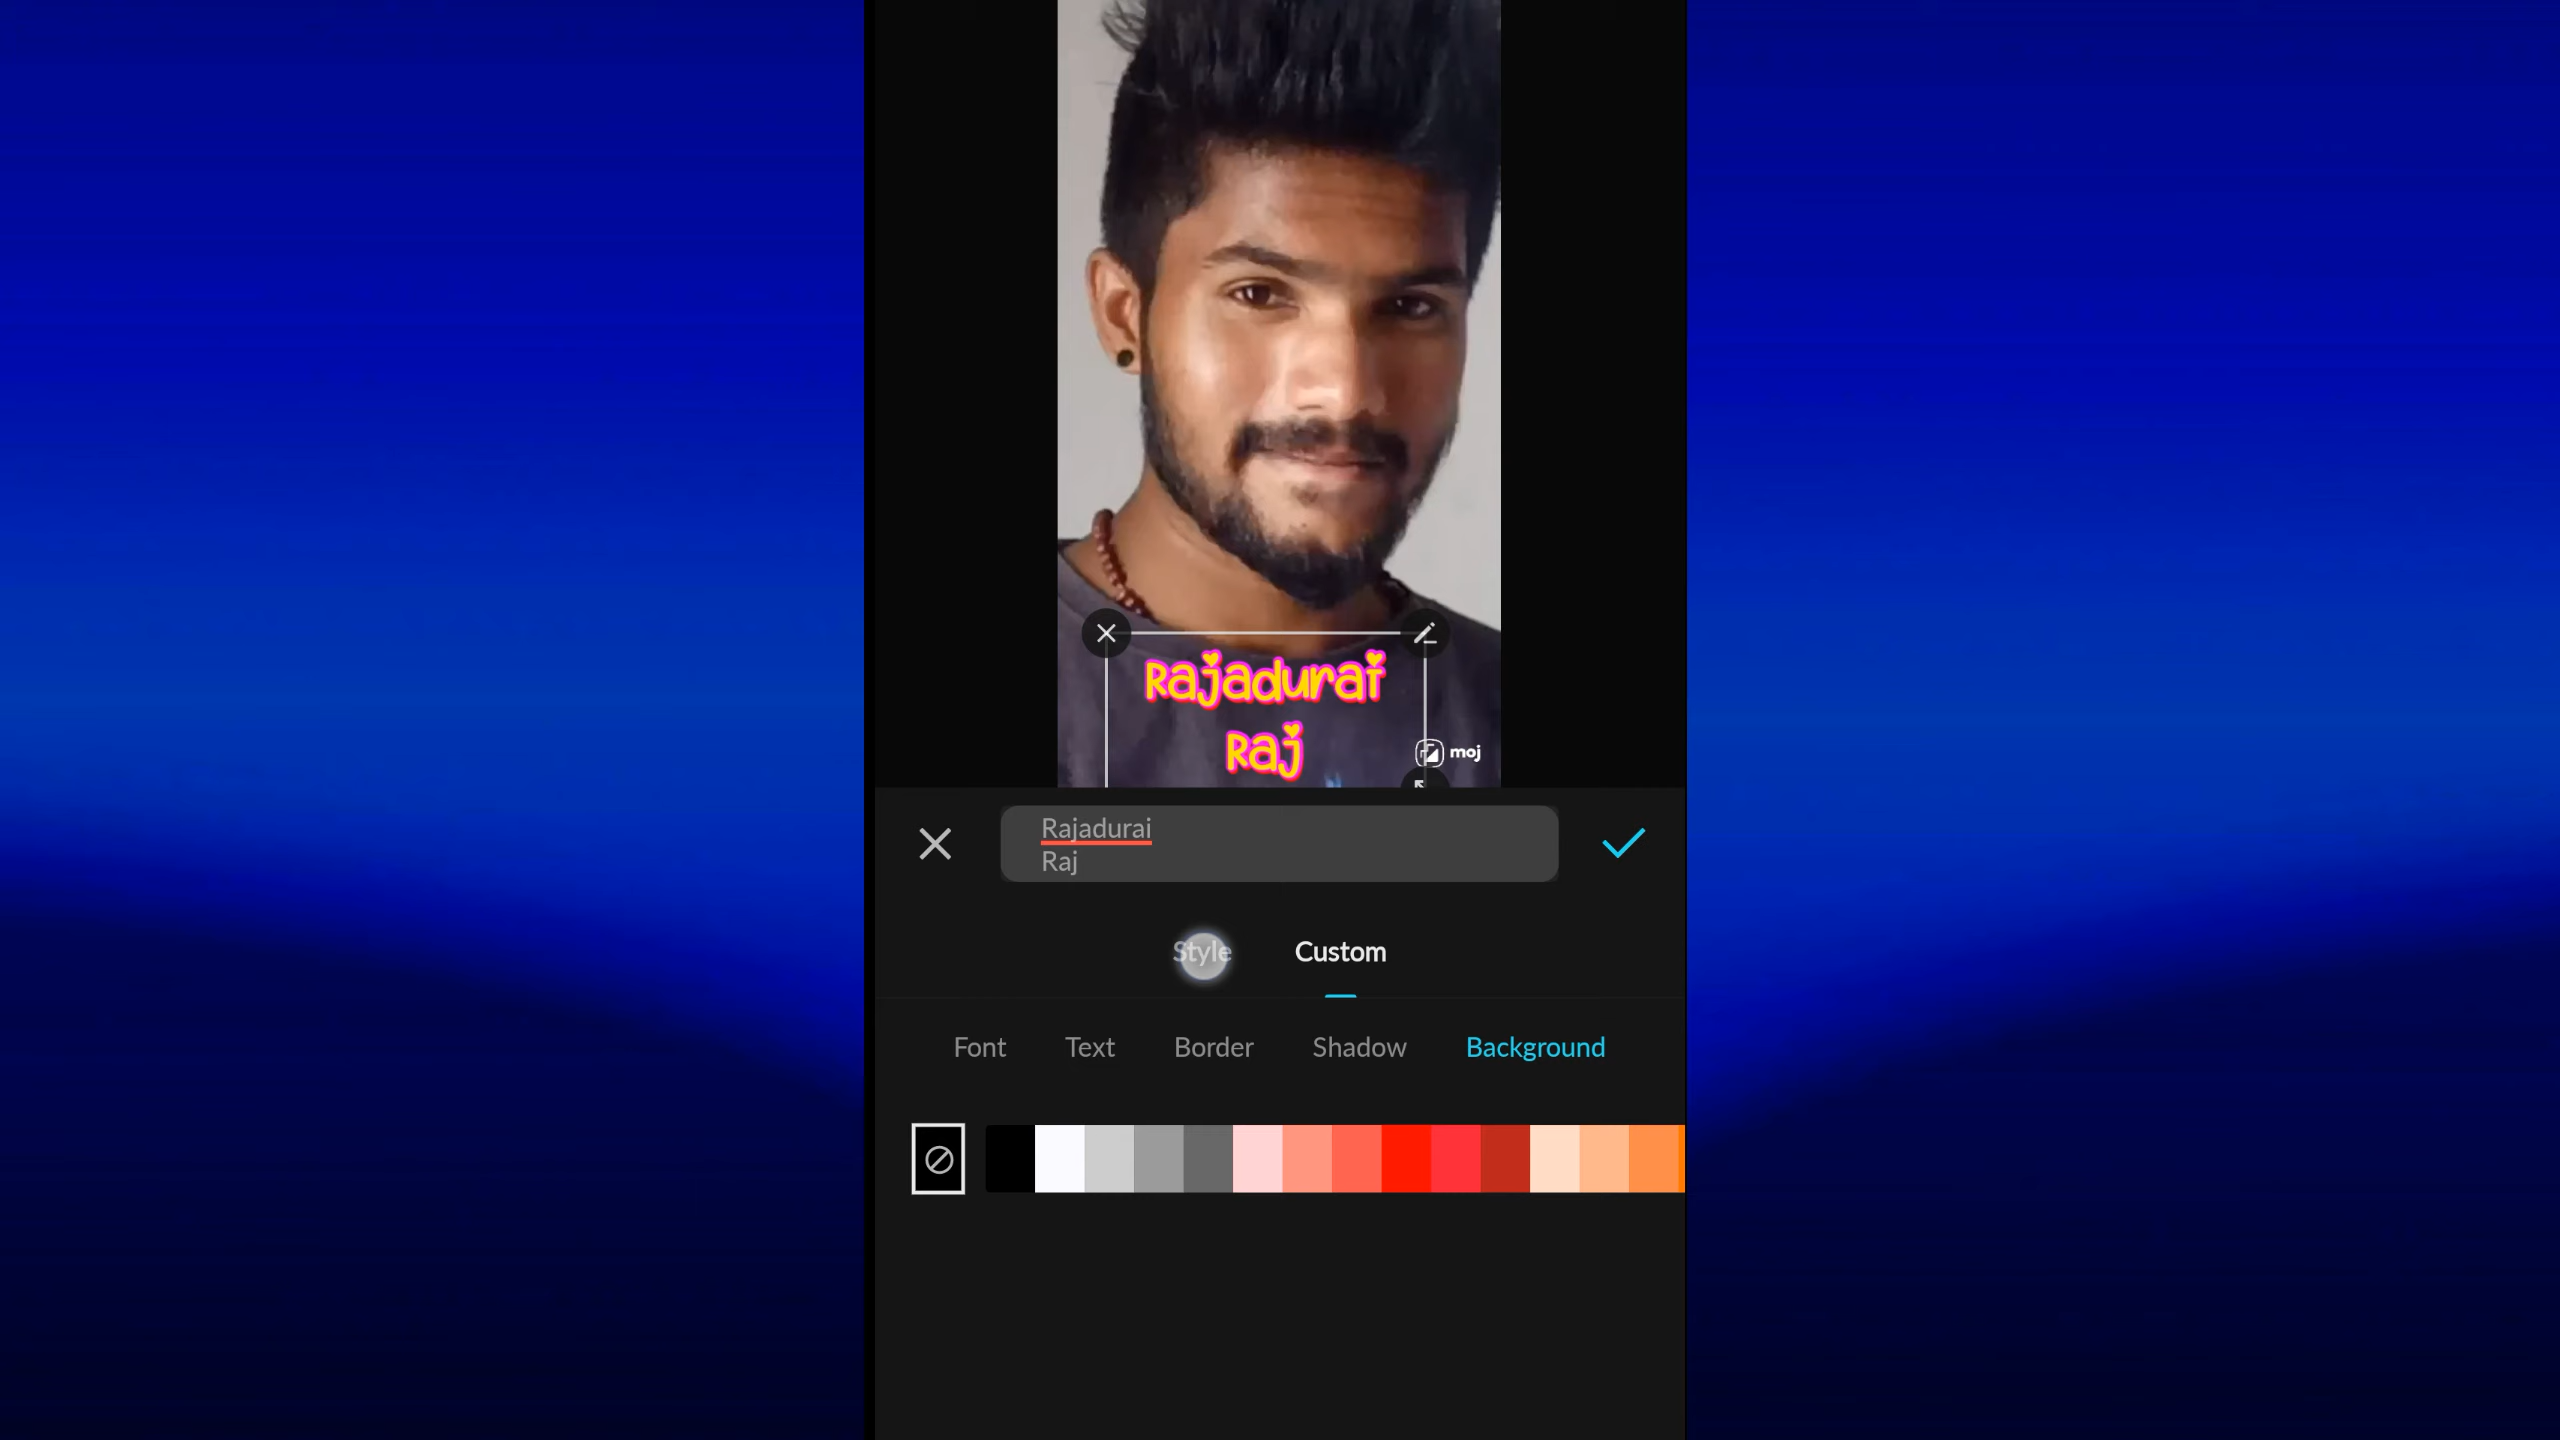 Rajadurai
Raj
moj
Rajadurai
Raj
Style
Custom
Font
Text
Border
Shadow
Background